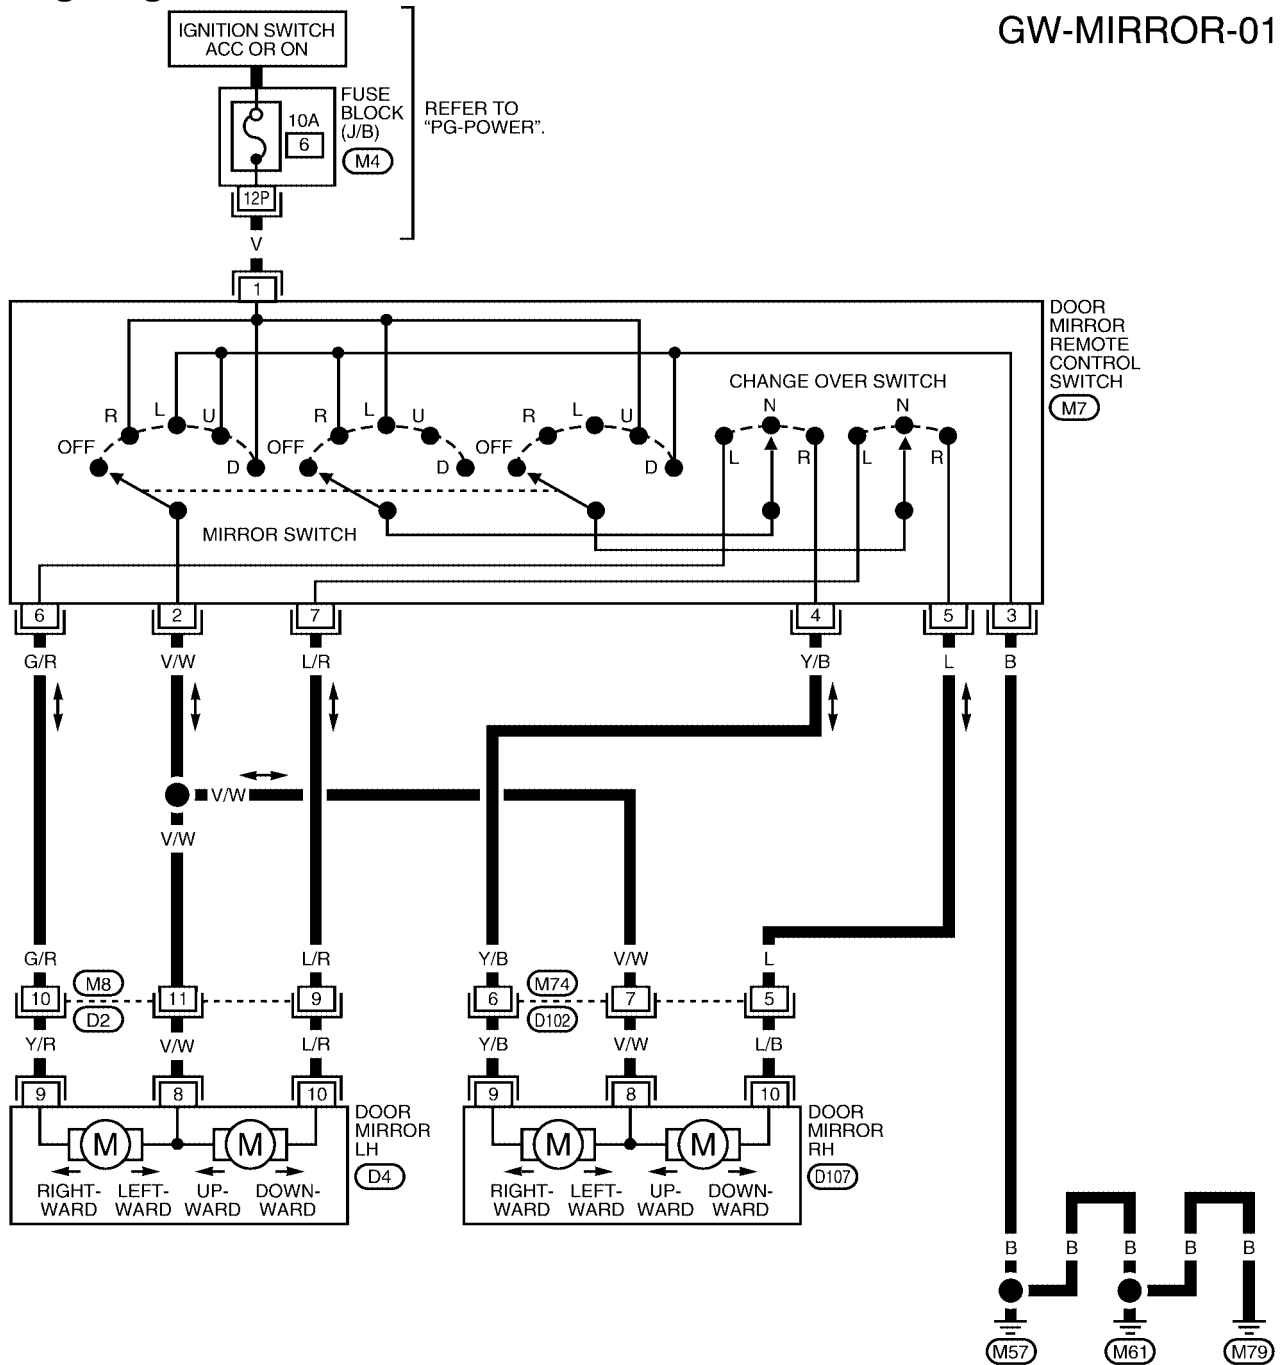 GW-MIRROR-01
IGNITION SWITCH
ACC OR ON
FUSE
BLOCK
(J/B)
M4
10A
6
REFER TO
"PG-POWER".
12P
V
1
DOOR
MIRROR
REMOTE
CONTROL
SWITCH
M7
CHANGE OVER SWITCH
OFF R L U D
OFF R L U D
OFF R L U D
L N R
L N R
MIRROR SWITCH
6 2 7 4 5 3
G/R V/W L/R Y/B L B
V/W
V/W
G/R L/R Y/B V/W L
M8 M74
10 11 9 6 7 5
D2 D102
Y/R V/W L/R Y/B V/W L/B
9 8 10 9 8 10
DOOR
MIRROR
LH
D4
DOOR
MIRROR
RH
D107
M M M M
RIGHT- LEFT- UP- DOWN-
WARD WARD WARD WARD
RIGHT- LEFT- UP- DOWN-
WARD WARD WARD WARD
B B B B B
M57 M61 M79